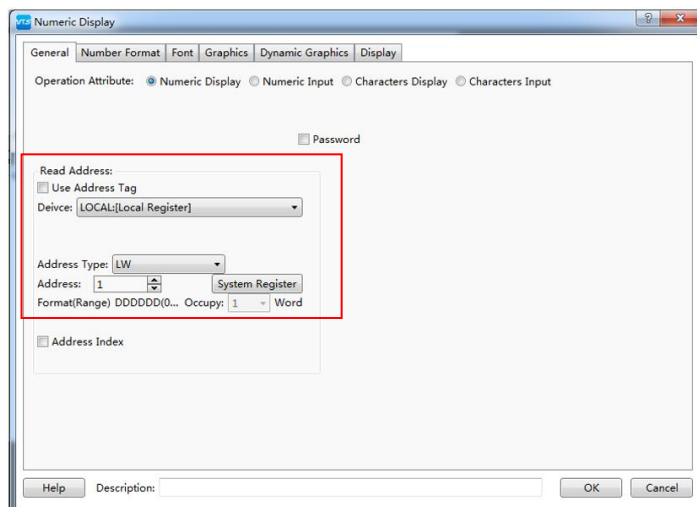 VTS Numeric Display
General Number Format Font Graphics Dynamic Graphics Display
Operation Attribute: Numeric Display Numeric Input Characters Display Characters Input
Password
Read Address:
Use Address Tag
Deivce: LOCAL:[Local Register]
Address Type: LW
Address: 1 System Register
Format(Range) DDDDDD(0... Occupy: 1 Word
Address Index
Help Description: OK Cancel